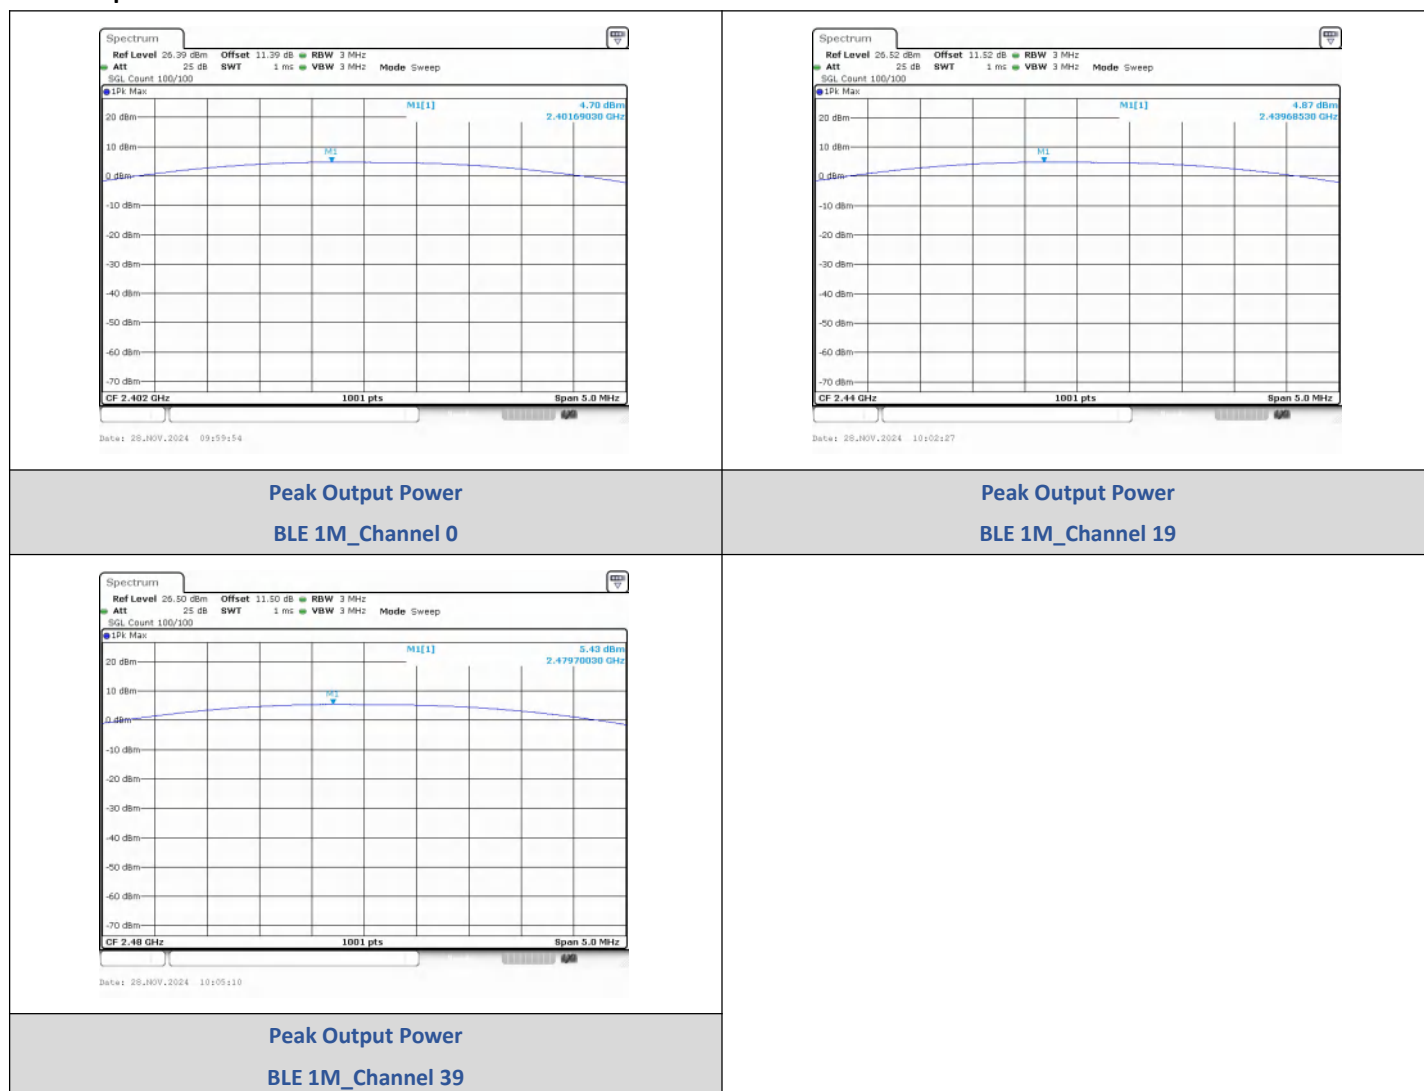 Spectrum
Ref Level 26.39 dBm Offset 11.39 dB RBW 3 MHz
Att 25 dB SWT 1 ms VBW 3 MHz Mode Sweep
SGL Count 100/100
1Pk Max
M1[1] 4.70 dBm
2.40169030 GHz
20 dBm
10 dBm
M1
0 dBm
-10 dBm
-20 dBm
-30 dBm
-40 dBm
-50 dBm
-60 dBm
-70 dBm
CF 2.402 GHz 1001 pts Span 5.0 MHz
Date: 28.NOV.2024 09:59:54
Peak Output Power
BLE 1M_Channel 0
Spectrum
Ref Level 26.52 dBm Offset 11.52 dB RBW 3 MHz
Att 25 dB SWT 1 ms VBW 3 MHz Mode Sweep
SGL Count 100/100
1Pk Max
M1[1] 4.87 dBm
2.43968530 GHz
20 dBm
10 dBm
M1
0 dBm
-10 dBm
-20 dBm
-30 dBm
-40 dBm
-50 dBm
-60 dBm
-70 dBm
CF 2.44 GHz 1001 pts Span 5.0 MHz
Date: 28.NOV.2024 10:02:27
Peak Output Power
BLE 1M_Channel 19
Spectrum
Ref Level 26.50 dBm Offset 11.50 dB RBW 3 MHz
Att 25 dB SWT 1 ms VBW 3 MHz Mode Sweep
SGL Count 100/100
1Pk Max
M1[1] 5.43 dBm
2.47970030 GHz
20 dBm
10 dBm
M1
0 dBm
-10 dBm
-20 dBm
-30 dBm
-40 dBm
-50 dBm
-60 dBm
-70 dBm
CF 2.48 GHz 1001 pts Span 5.0 MHz
Date: 28.NOV.2024 10:05:10
Peak Output Power
BLE 1M_Channel 39